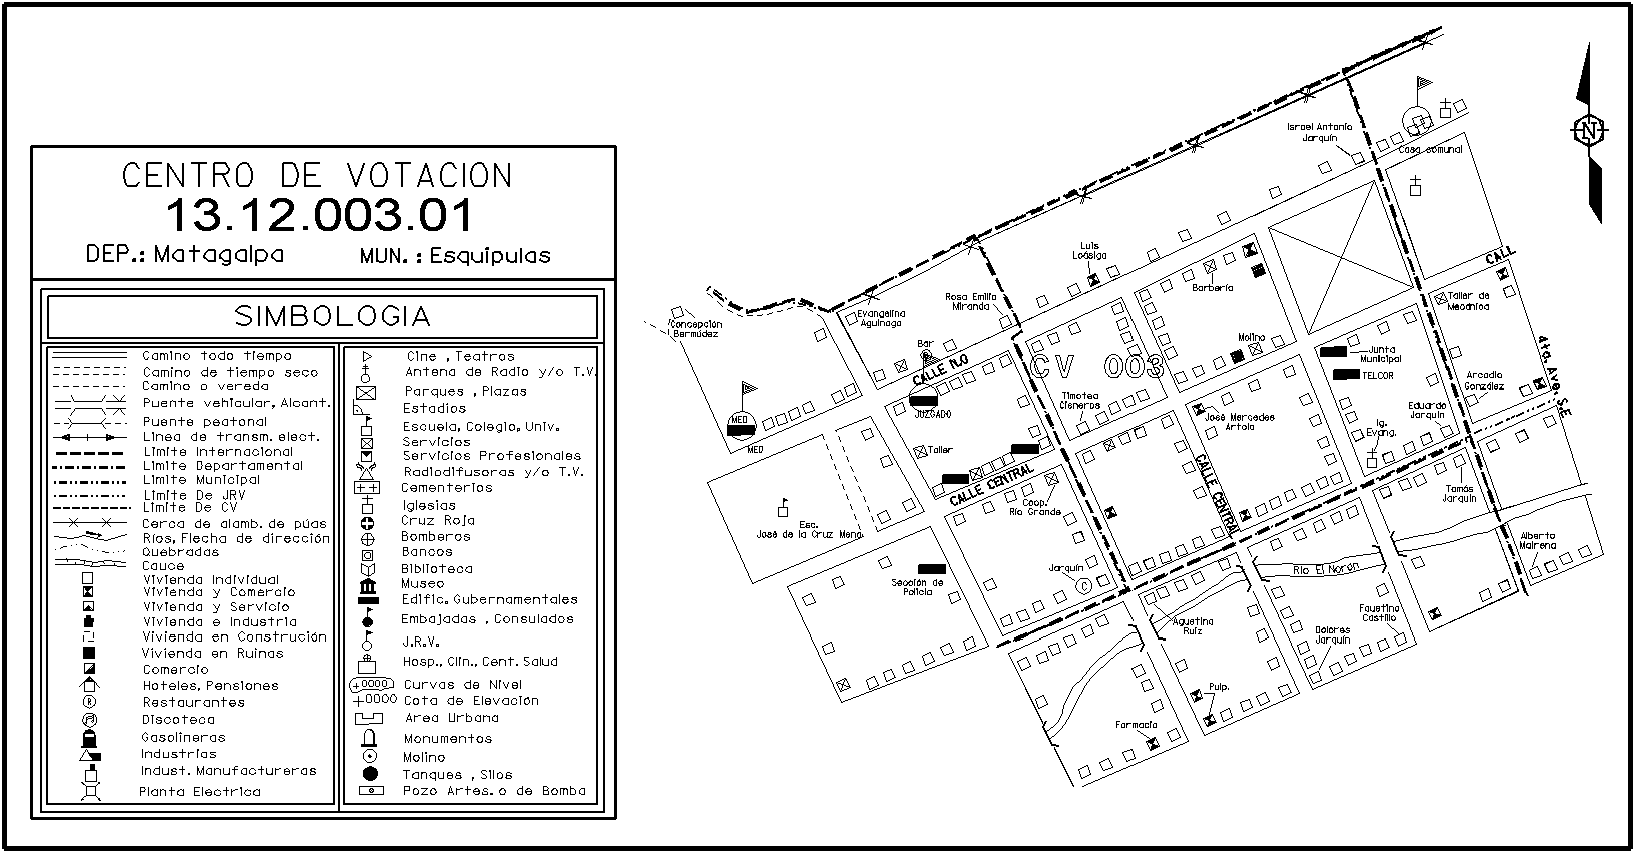 CENTRO DE VOTACION
13.12.003.01
DEP.: Matagalpa MUN. : Esquipulas
SIMBOLOGIA
Camino todo tiempo
Camino de tiempo seco
Camino o vereda
Puente vehicular, Alcant.
Puente peatonal
Linea de transm. elect.
Limite Internacional
Limite Departamental
Limite Municipal
Limite De JRV
Limite De CV
Cerca de alamb. de púas
Ríos, Flecha de dirección
Quebradas
Cauce
Vivienda Individual
Vivienda y Comercio
Vivienda y Servicio
Vivienda e Industria
Vivienda en Construción
Vivienda en Ruinas
Comercio
Hoteles, Pensiones
R Restaurantes
Discoteca
Gasolineras
Industrias
Indust. Manufactureras
Planta Electrica
Cine , Teatros
Antena de Radio y/o T.V.
Parques , Plazas
Estadios
Escuela, Colegio, Univ.
Servicios
Servicios Profesionales
Radiodifusoras y/o T.V.
Cementerios
Iglesias
Cruz Roja
Bomberos
Bancos
Biblioteca
Museo
Edific. Gubernamentales
Embajadas , Consulados
J.R.V.
Hosp., Clin., Cent. Salud
+0000 Curvas de Nivel
+0000 Cota de Elevación
Area Urbana
Monumentos
Molino
Tanques , Silos
Pozo Artes. o de Bomba
N
Israel Antonio
Jarquín
Casa comunal
Luis
Loásiga
CALL
Barbería
Taller de
Mecánica
Rosa Emilia
Miranda
Evangelina
Aguinaga
Concepción
Bermúdez
Bar
CALLE N.O
CV 003
Molino
Junta
Municipal
TELCOR
4ta. Ave. S.E
Arcadio
González
Timotea
Cisneros
JUZGADO
José Mercedes
Artola
Eduardo
Jarquín
Ig.
Evang.
MED
MED
Taller
CALLE CENTRAL
CALLE CENTRAL
Coop.
Río Grande
Tomás
Jarquín
Esc.
José de la Cruz Mena
Alberto
Mairena
Jarquín
C
Río El Norón
Sección de
Policía
Agustina
Ruiz
Dolores
Jarquín
Faustino
Castillo
Pulp.
Farmacia